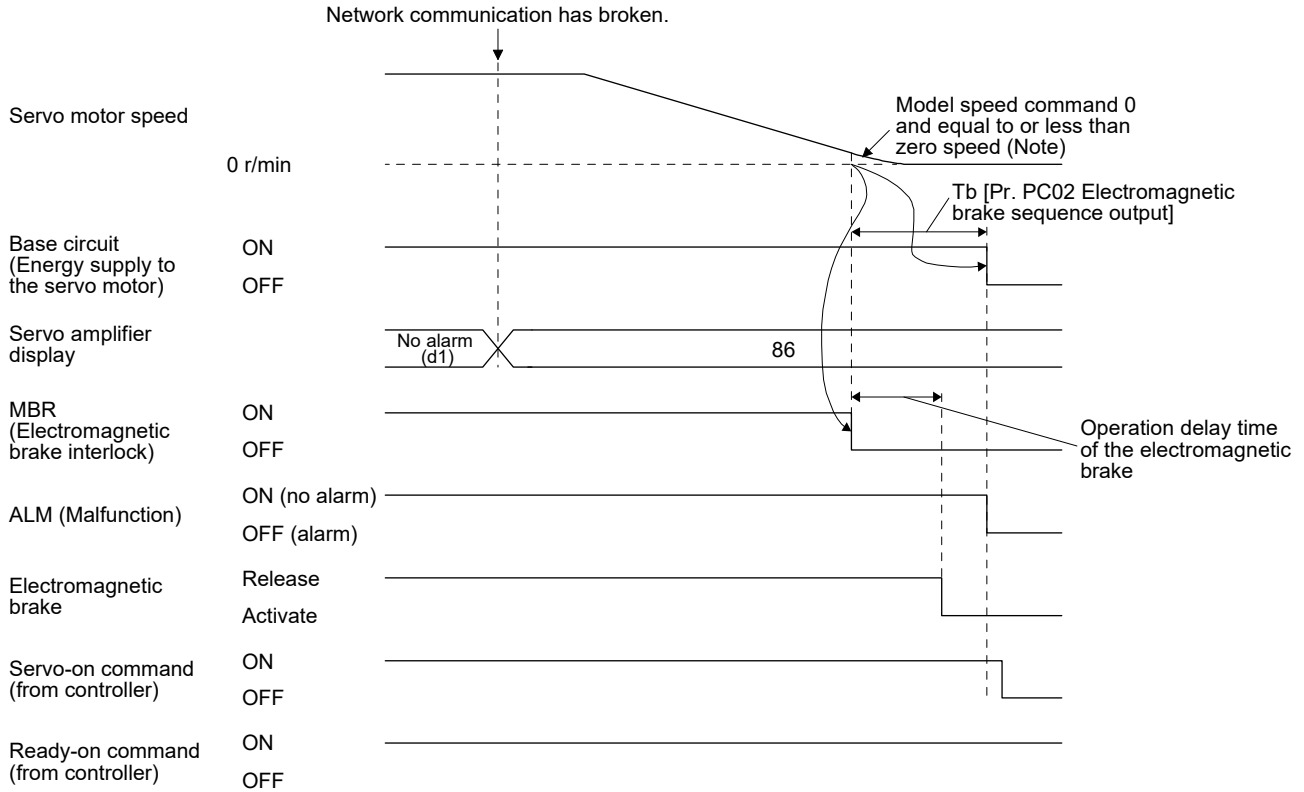 Network communication has broken.
Servo motor speed
0 r/min
Model speed command 0
and equal to or less than
zero speed (Note)
Tb [Pr. PC02 Electromagnetic
brake sequence output]
Base circuit
(Energy supply to
the servo motor)
ON
OFF
Servo amplifier
display
No alarm
(d1)
86
MBR
(Electromagnetic
brake interlock)
ON
OFF
Operation delay time
of the electromagnetic
brake
ALM (Malfunction)
ON (no alarm)
OFF (alarm)
Electromagnetic
brake
Release
Activate
Servo-on command
(from controller)
ON
OFF
Ready-on command
(from controller)
ON
OFF